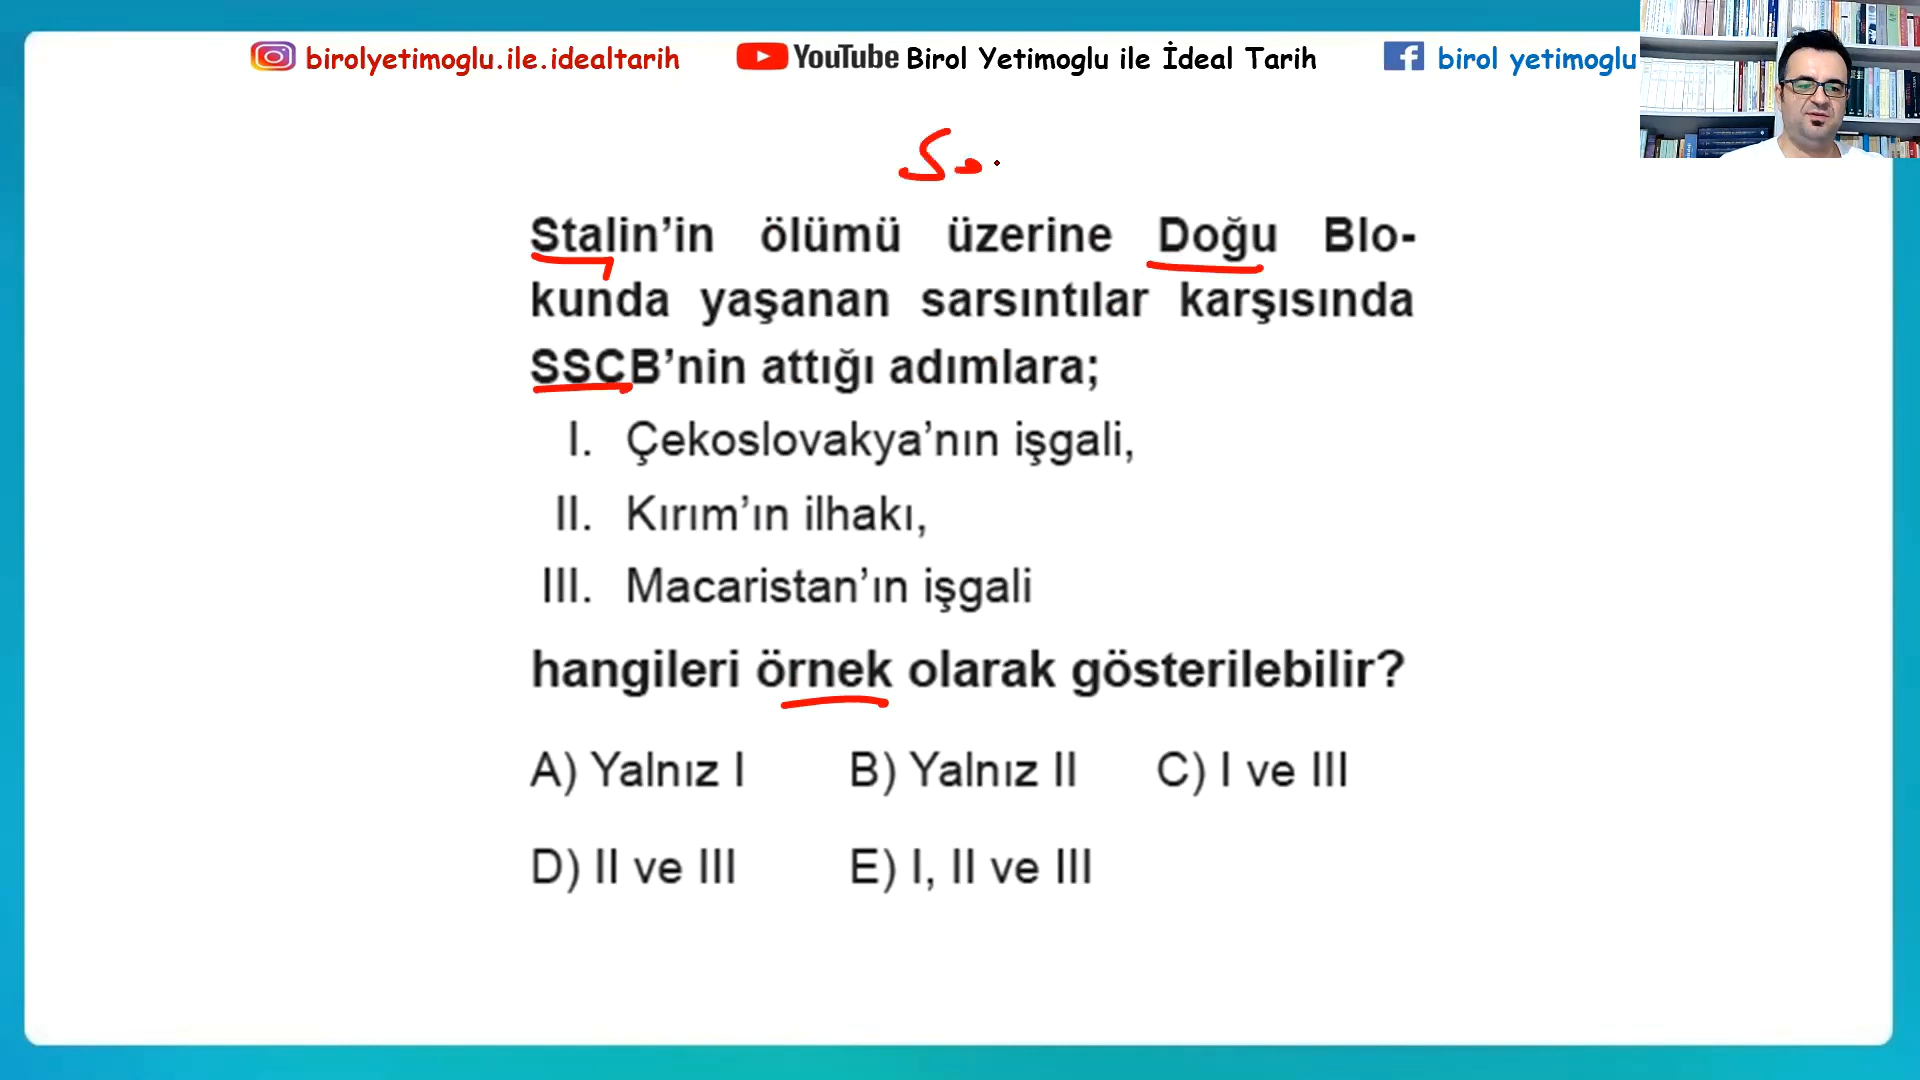 birolyetimoglu.ile.idealtarih YouTube Birol Yetimoglu ile İdeal Tarih birol yetimoglu
Stalin’in ölümü üzerine Doğu Blo-
kunda yaşanan sarsıntılar karşısında
SSCB’nin attığı adımlara;
I. Çekoslovakya’nın işgali,
II. Kırım’ın ilhakı,
III. Macaristan’ın işgali
hangileri örnek olarak gösterilebilir?
A) Yalnız I B) Yalnız II C) I ve III
D) II ve III E) I, II ve III